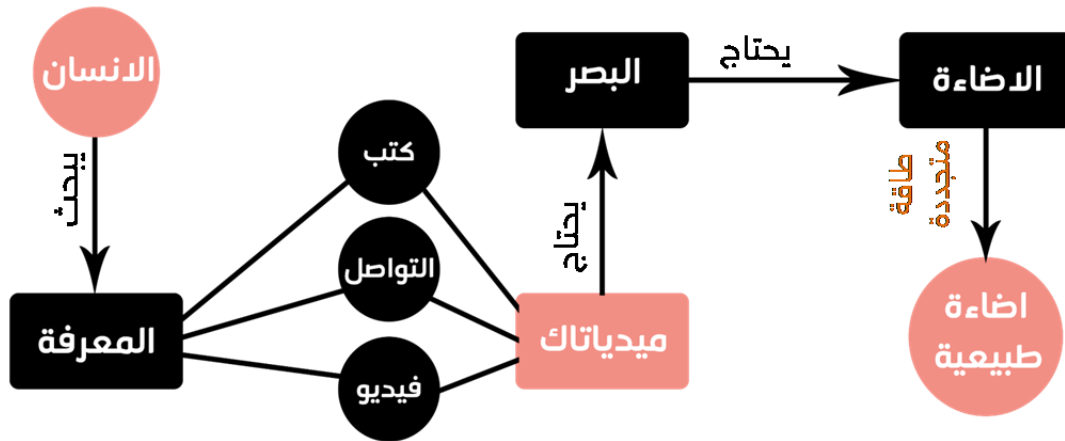 الانسان
يبحث
المعرفة
كتب
التواصل
فيديو
ميدياتاك
يحتاج
البصر
يحتاج
الاضاءة
طاقة
متجددة
اضاءة
طبيعية